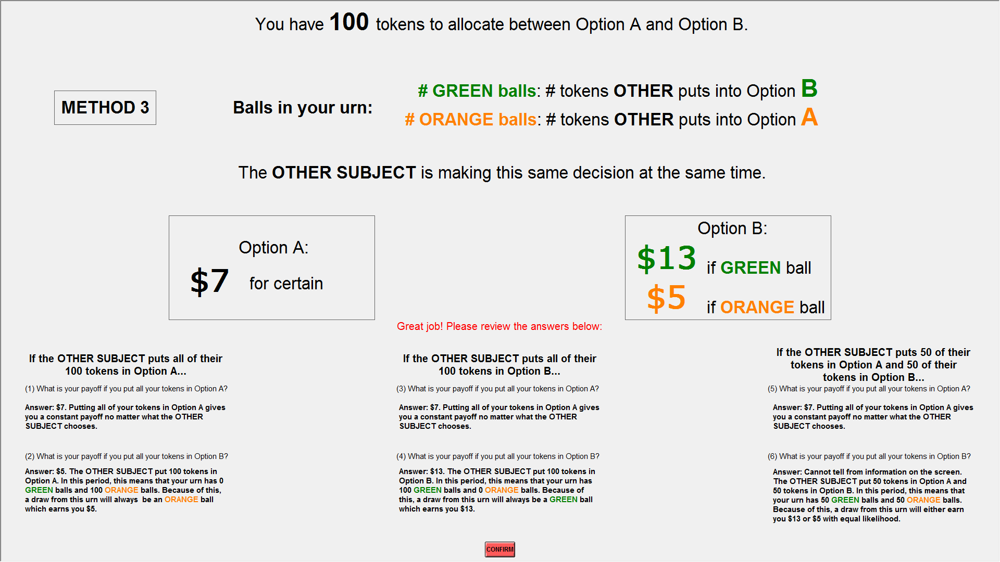 You have 100 tokens to allocate between Option A and Option B.
METHOD 3
Balls in your urn:
# GREEN balls: # tokens OTHER puts into Option B
# ORANGE balls: # tokens OTHER puts into Option A
The OTHER SUBJECT is making this same decision at the same time.
Option A:
$7 for certain
Option B:
$13 if GREEN ball
$5 if ORANGE ball
Great job! Please review the answers below:
If the OTHER SUBJECT puts all of their
100 tokens in Option A...
(1) What is your payoff if you put all your tokens in Option A?
Answer: $7. Putting all of your tokens in Option A gives
you a constant payoff no matter what the OTHER
SUBJECT chooses.
(2) What is your payoff if you put all your tokens in Option B?
Answer: $5. The OTHER SUBJECT put 100 tokens in
Option A. In this period, this means that your urn has 0
GREEN balls and 100 ORANGE balls. Because of this,
a draw from this urn will always be an ORANGE ball
which earns you $5.
If the OTHER SUBJECT puts all of their
100 tokens in Option B...
(3) What is your payoff if you put all your tokens in Option A?
Answer: $7. Putting all of your tokens in Option A gives
you a constant payoff no matter what the OTHER
SUBJECT chooses.
(4) What is your payoff if you put all your tokens in Option B?
Answer: $13. The OTHER SUBJECT put 100 tokens in
Option B. In this period, this means that your urn has
100 GREEN balls and 0 ORANGE balls. Because of
this, a draw from this urn will always be a GREEN ball
which earns you $13.
If the OTHER SUBJECT puts 50 of their
tokens in Option A and 50 of their
tokens in Option B...
(5) What is your payoff if you put all your tokens in Option A?
Answer: $7. Putting all of your tokens in Option A gives
you a constant payoff no matter what the OTHER
SUBJECT chooses.
(6) What is your payoff if you put all your tokens in Option B?
Answer: Cannot tell from information on the screen.
The OTHER SUBJECT put 50 tokens in Option A and
50 tokens in Option B. In this period, this means that
your urn has 50 GREEN balls and 50 ORANGE balls.
Because of this, a draw from this urn will either earn
you $13 or $5 with equal likelihood.
CONFIRM